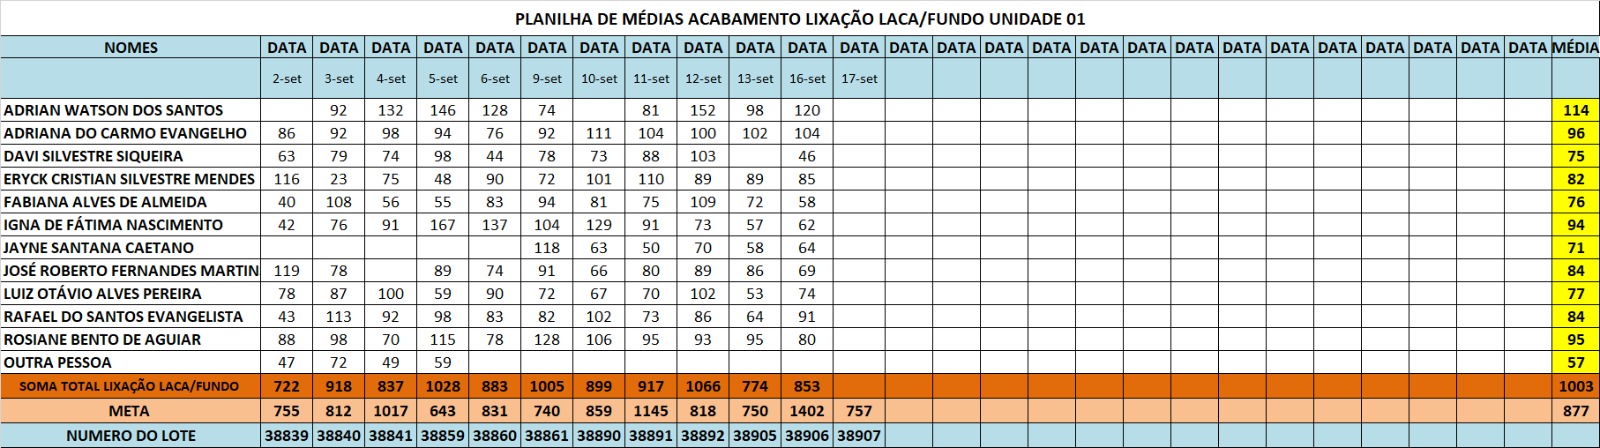 PLANILHA DE MÉDIAS ACABAMENTO LIXAÇÃO LACA/FUNDO UNIDADE 01
NOMES DATA DATA DATA DATA DATA DATA DATA DATA DATA DATA DATA DATA DATA DATA DATA DATA DATA DATA DATA DATA DATA DATA DATA DATA DATA DATA MÉDIA
2-set 3-set 4-set 5-set 6-set 9-set 10-set 11-set 12-set 13-set 16-set 17-set
ADRIAN WATSON DOS SANTOS 92 132 146 128 74 81 152 98 120 114
ADRIANA DO CARMO EVANGELHO 86 92 98 94 76 92 111 104 100 102 104 96
DAVI SILVESTRE SIQUEIRA 63 79 74 98 44 78 73 88 103 46 75
ERYCK CRISTIAN SILVESTRE MENDES 116 23 75 48 90 72 101 110 89 89 85 82
FABIANA ALVES DE ALMEIDA 40 108 56 55 83 94 81 75 109 72 58 76
IGNA DE FÁTIMA NASCIMENTO 42 76 91 167 137 104 129 91 73 57 62 94
JAYNE SANTANA CAETANO 118 63 50 70 58 64 71
JOSÉ ROBERTO FERNANDES MARTIN 119 78 89 74 91 66 80 89 86 69 84
LUIZ OTÁVIO ALVES PEREIRA 78 87 100 59 90 72 67 70 102 53 74 77
RAFAEL DO SANTOS EVANGELISTA 43 113 92 98 83 82 102 73 86 64 91 84
ROSIANE BENTO DE AGUIAR 88 98 70 115 78 128 106 95 93 95 80 95
OUTRA PESSOA 47 72 49 59 57
SOMA TOTAL LIXAÇÃO LACA/FUNDO 722 918 837 1028 883 1005 899 917 1066 774 853 1003
META 755 812 1017 643 831 740 859 1145 818 750 1402 757 877
NUMERO DO LOTE 38839 38840 38841 38859 38860 38861 38890 38891 38892 38905 38906 38907